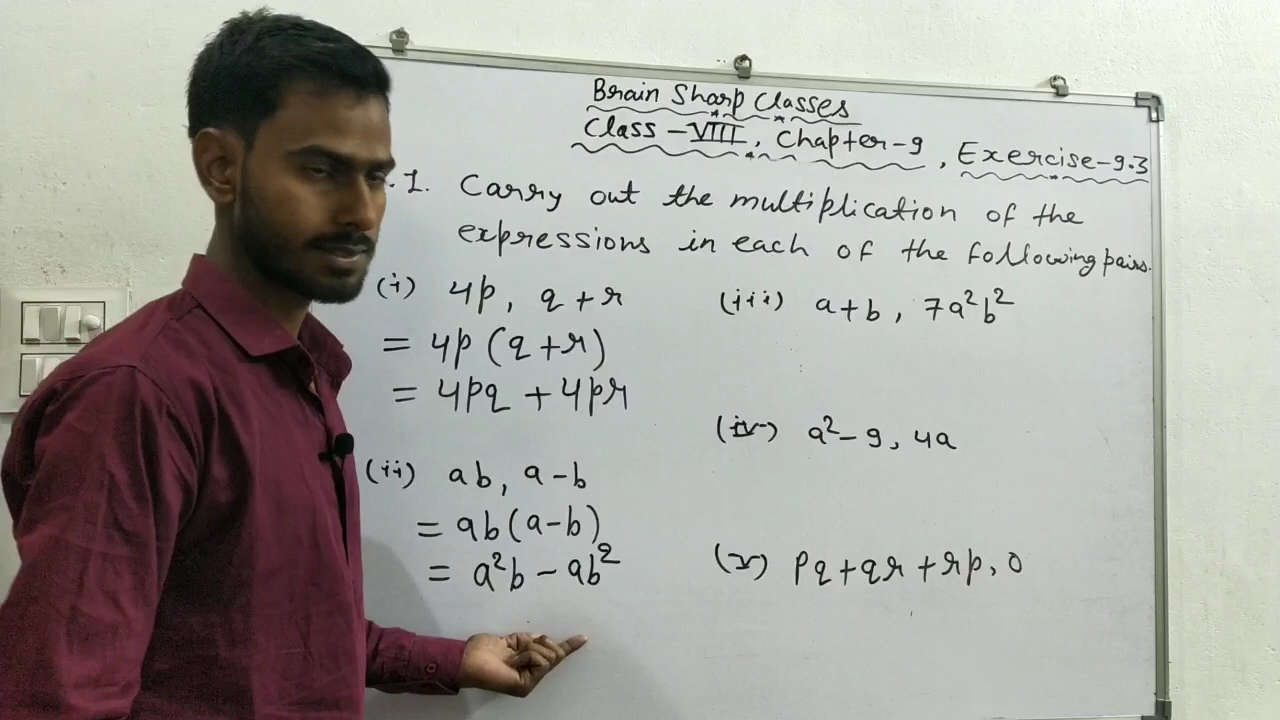 Brain Sharp Classes
Class - VIII, Chapter-9, Exercise-9.3
.1. Carry out the multiplication of the
expressions in each of the following pairs.
(i) 4p, q+r
= 4p (q+r)
= 4pq + 4pr
(ii) ab, a-b
= ab(a-b)
= a²b - ab²
(iii) a+b, 7a²b²
(iv) a²-9, 4a
(v) pq+qr+rp, 0